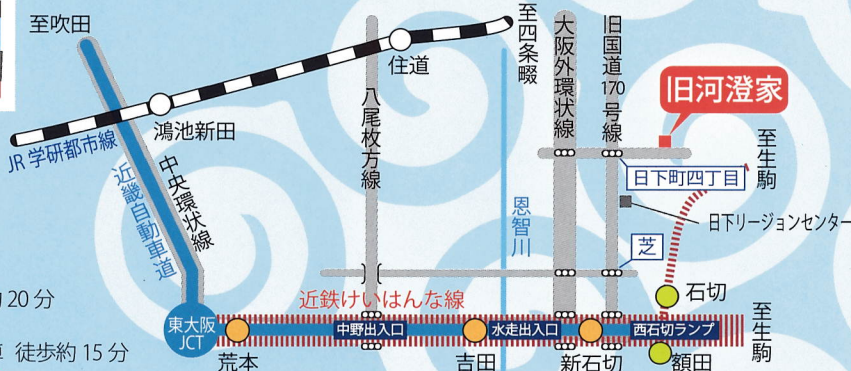 至吹田
住道
至四条畷
大阪外環状線
旧国道170号線
旧河澄家
鴻池新田
八尾枚方線
JR学研都市線
近畿自動車道
中央環状線
至生駒
日下町四丁目
日下リージョンセンター
恩智川
芝
20分
近鉄けいはんな線
石切
東大阪
JCT
中野出入口
水走出入口
西石切ランプ
至生駒
徒歩約15分
荒本
吉田
新石切
額田